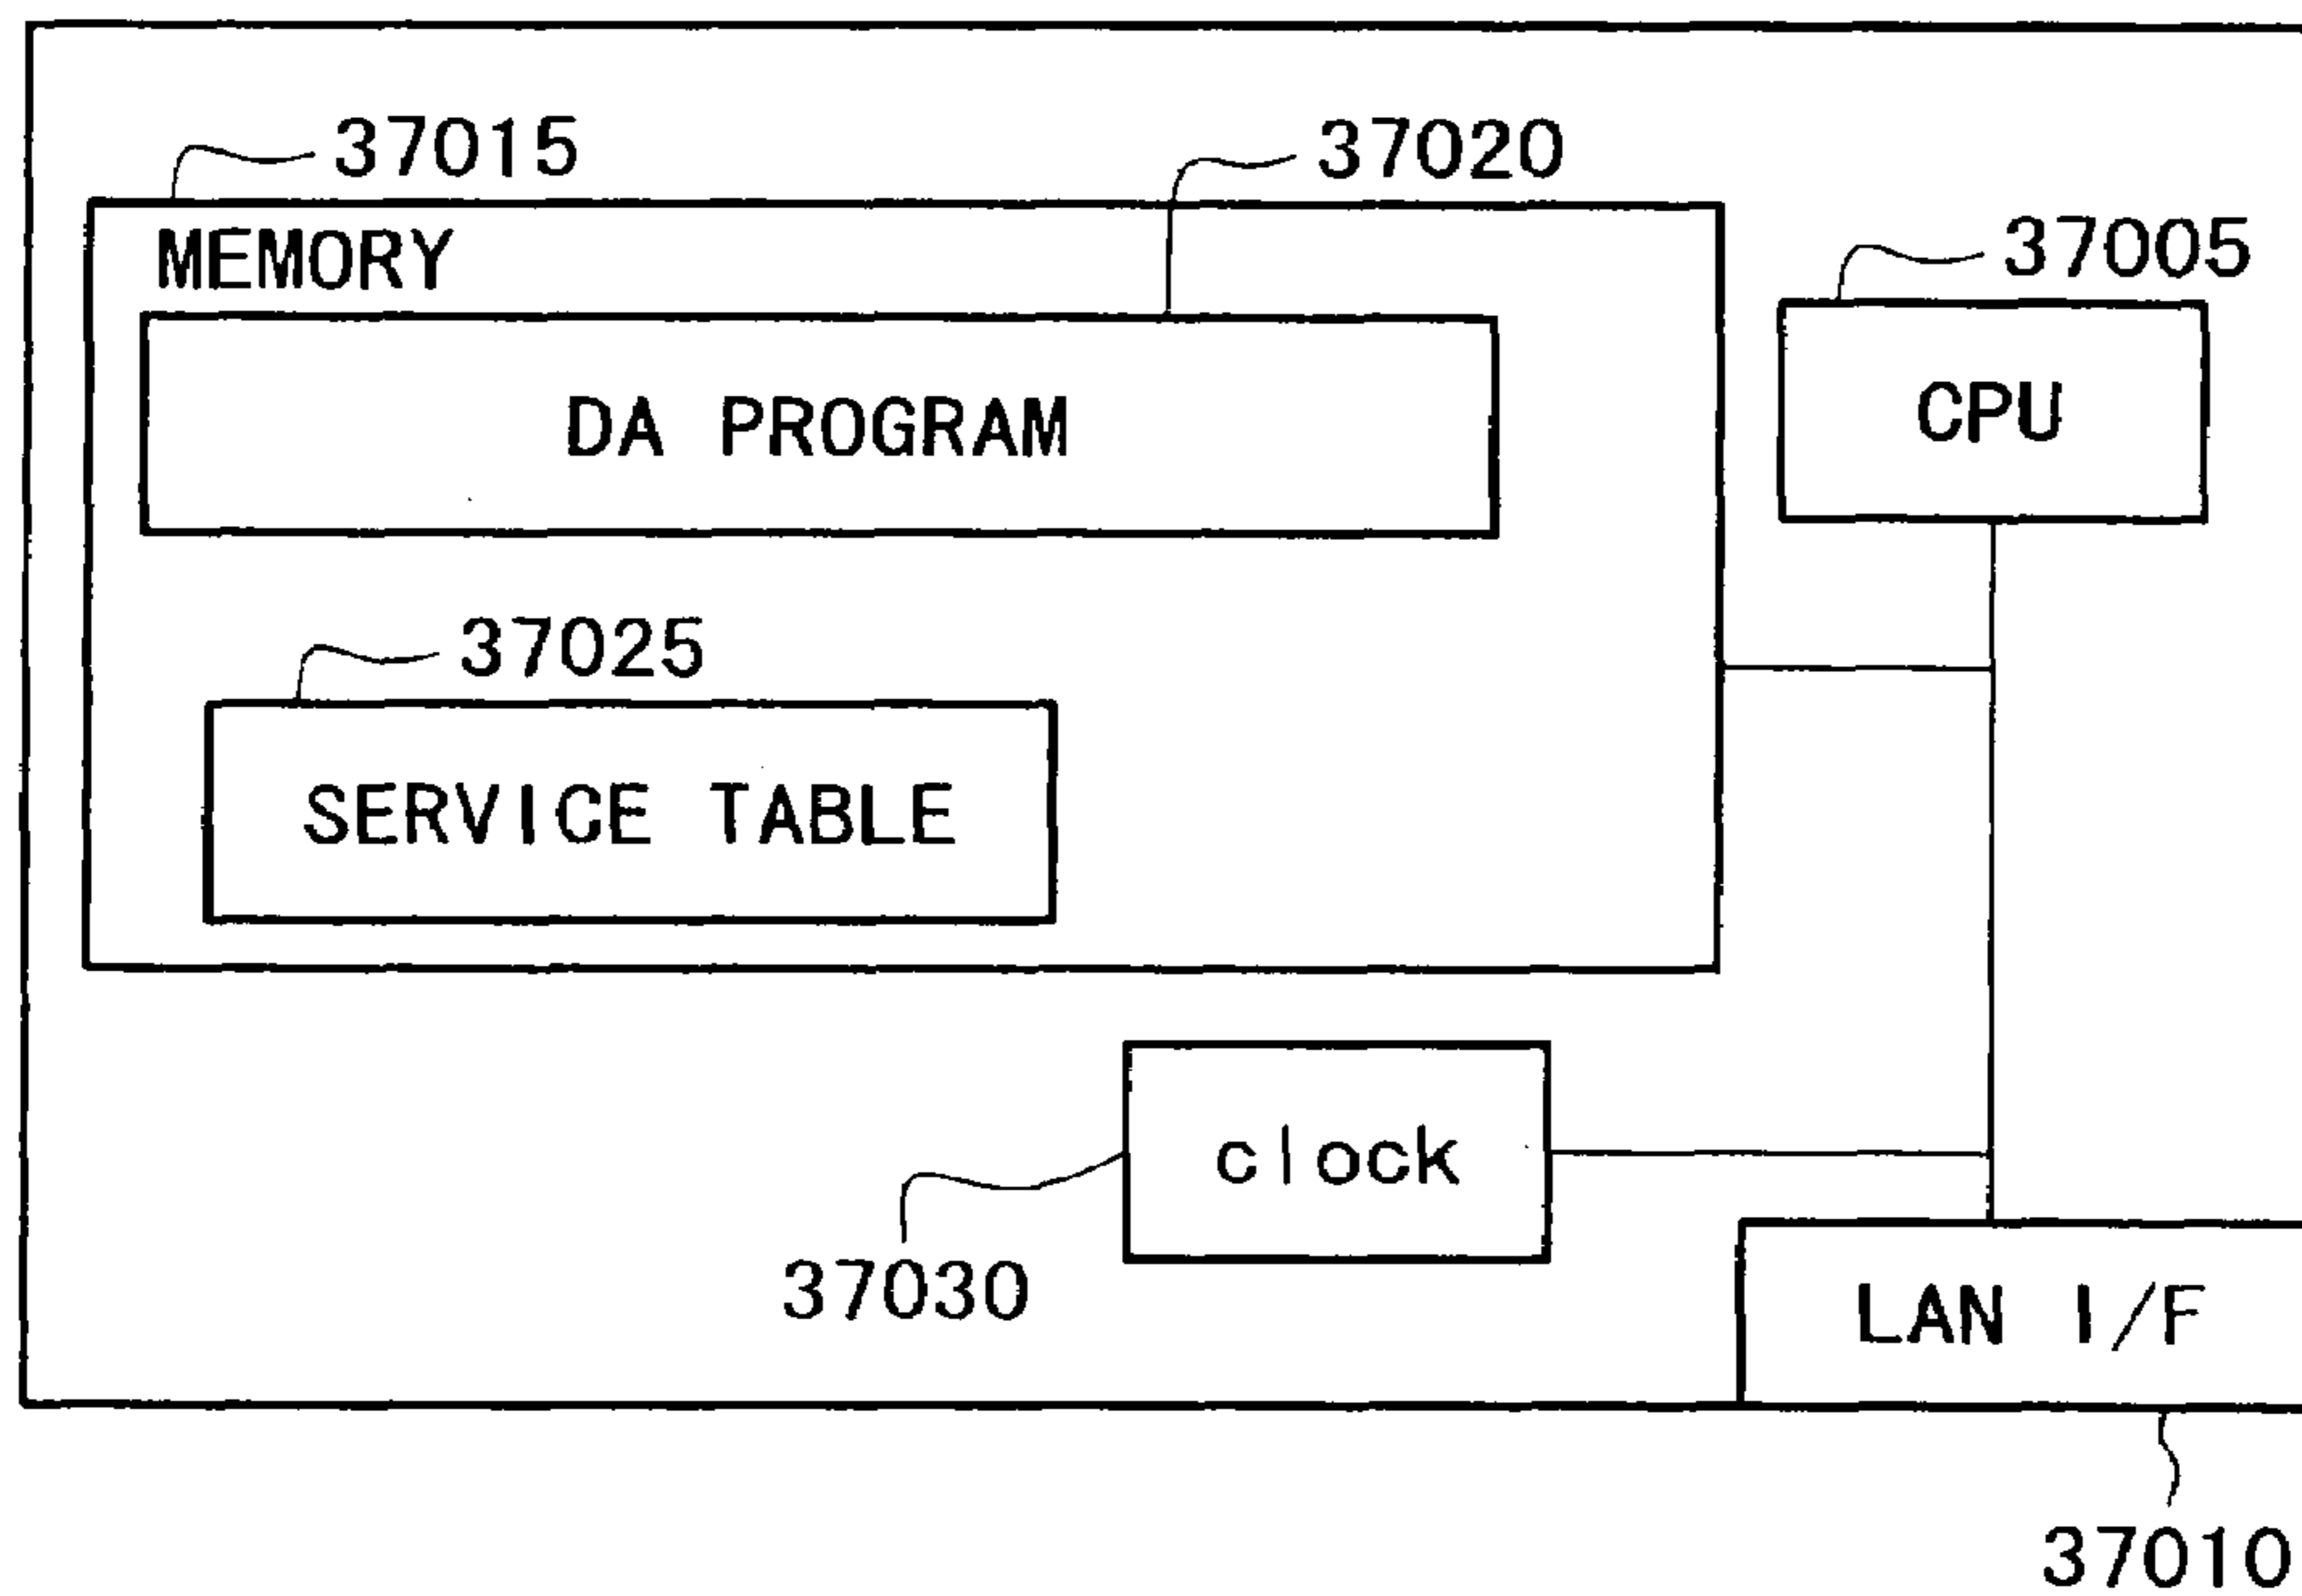 37015
37020
MEMORY
37005
DA PROGRAM
CPU
37025
SERVICE TABLE
clock
37030
LAN I/F
37010